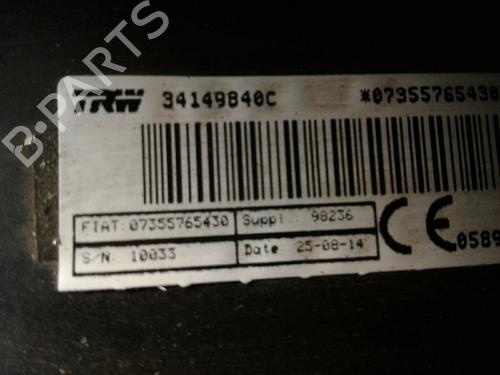 B-PARTS
TRW 34149840C *07355765430
FIAT: 07355765430 Suppl.: 98236
S/N: 10033 Date 25-08-14
CE 0589